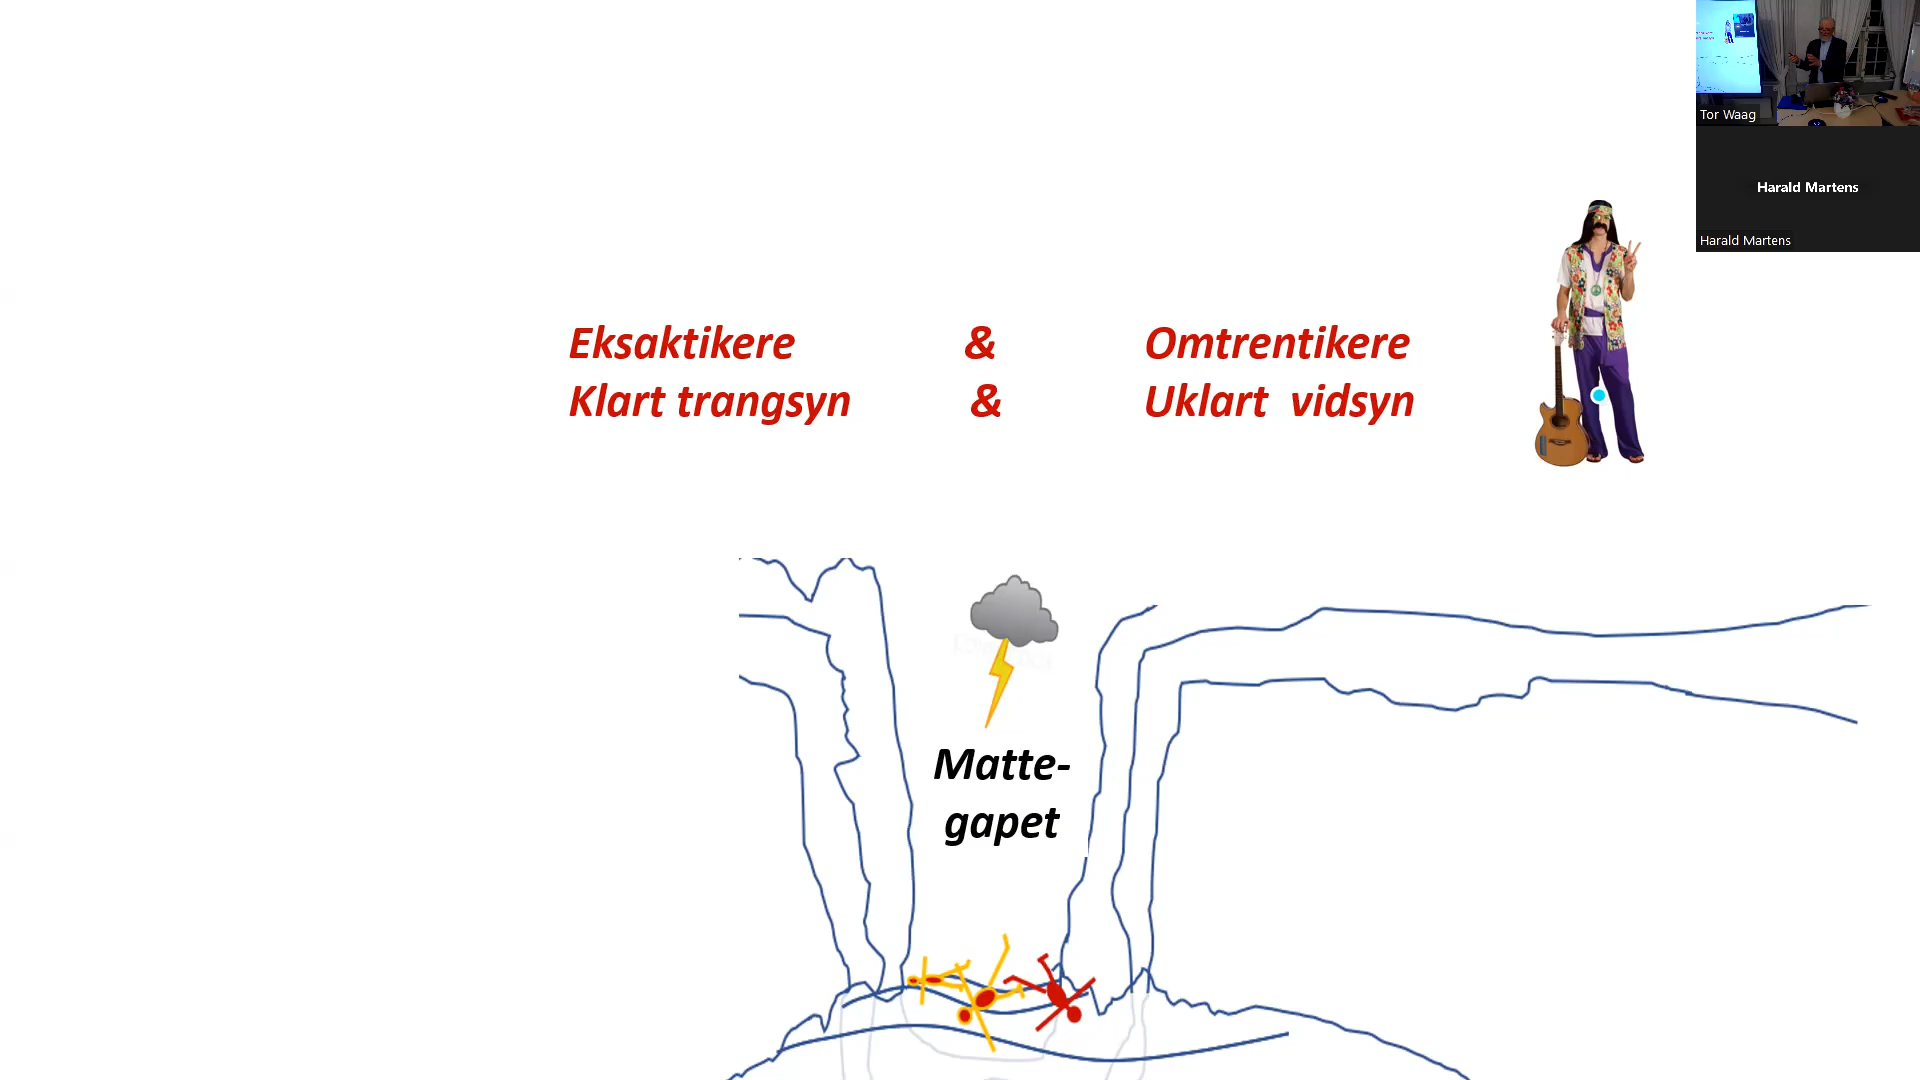 Tor Waag
Harald Martens
Harald Martens
Eksaktikere & Omtrentikere
Klart trangsyn & Uklart vidsyn
Matte-
gapet